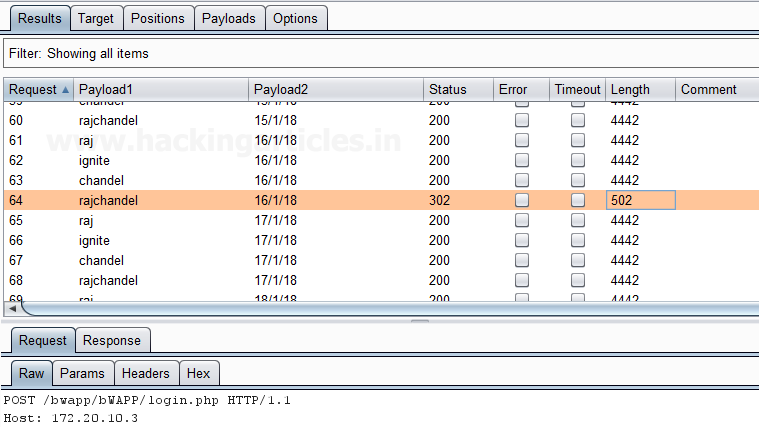 Results Target Positions Payloads Options
Filter: Showing all items
Request Payload1 Payload2 Status Error Timeout Length Comment
59 chandel 15/1/18 200 4442
60 rajchandel 15/1/18 200 4442
www.hackingarticles.in
61 raj 16/1/18 200 4442
62 ignite 16/1/18 200 4442
63 chandel 16/1/18 200 4442
64 rajchandel 16/1/18 302 502
65 raj 17/1/18 200 4442
66 ignite 17/1/18 200 4442
67 chandel 17/1/18 200 4442
68 rajchandel 17/1/18 200 4442
69 raj 18/1/18 200 4442
Request Response
Raw Params Headers Hex
POST /bwapp/bWAPP/login.php HTTP/1.1
Host: 172.20.10.3